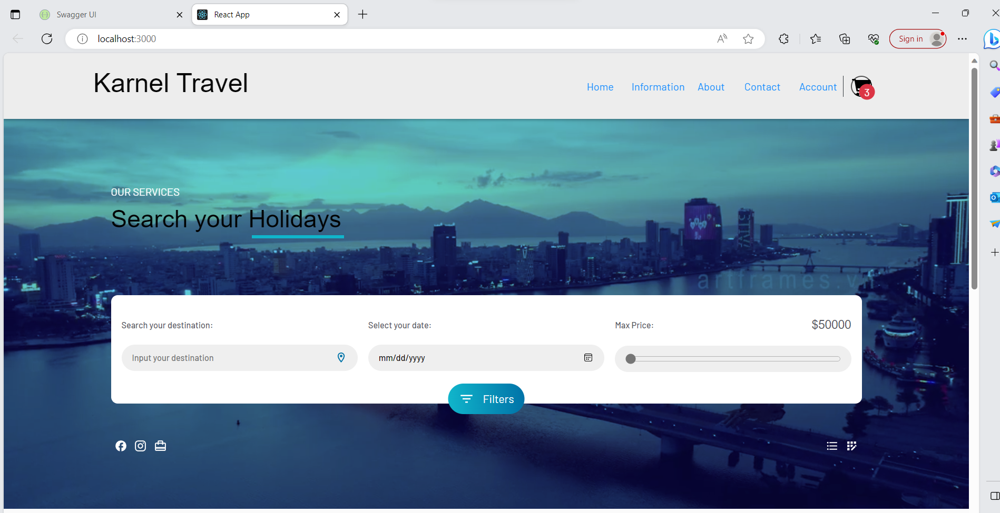 Swagger UI
React App
localhost:3000
Sign in
Karnel Travel
Home
Information
About
Contact
Account
3
OUR SERVICES
Search your Holidays
artframes.vn
Search your destination:
Select your date:
Max Price:
$50000
Input your destination
mm/dd/yyyy
Filters